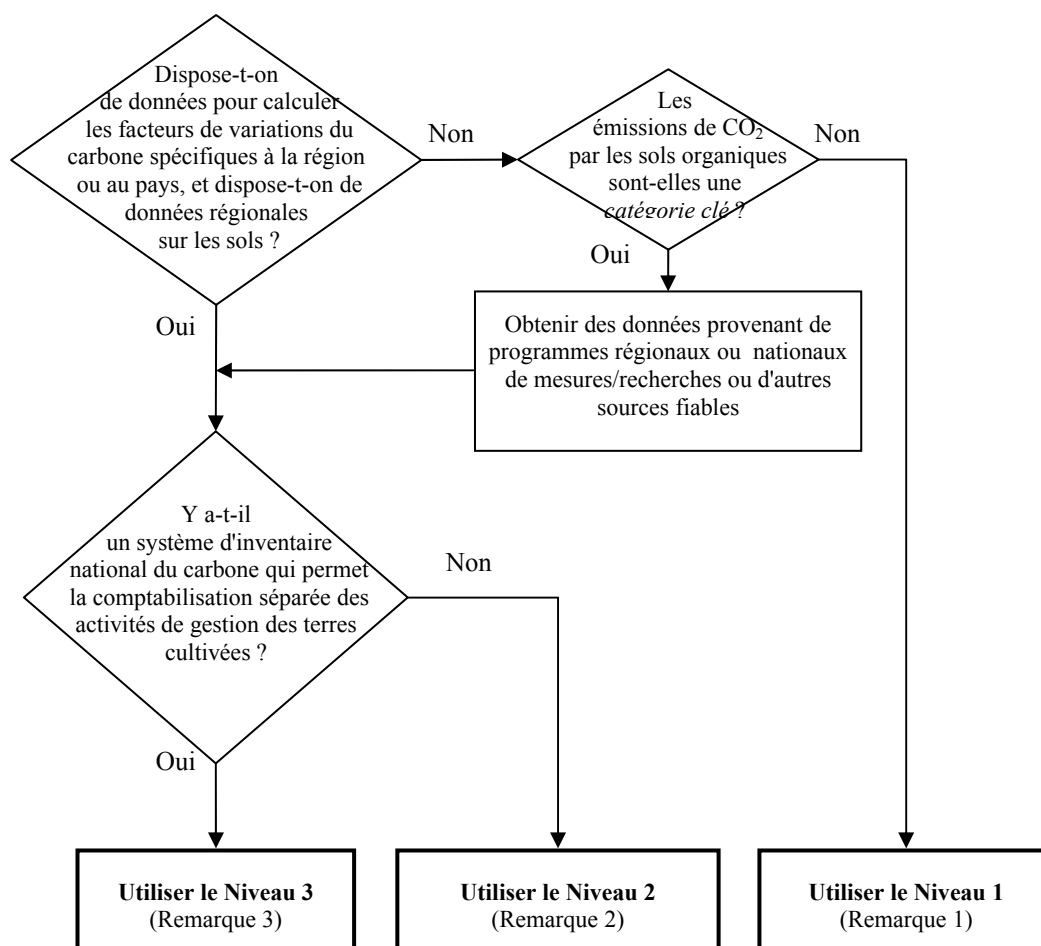 Dispose-t-on
de données pour calculer
les facteurs de variations du
carbone spécifiques à la région
ou au pays, et dispose-t-on de
données régionales
sur les sols ?
Non
Les
émissions de CO₂
par les sols organiques
sont-elles une
catégorie clé ?
Non
Oui
Oui
Obtenir des données provenant de
programmes régionaux ou nationaux
de mesures/recherches ou d'autres
sources fiables
Y a-t-il
un système d'inventaire
national du carbone qui permet
la comptabilisation séparée des
activités de gestion des terres
cultivées ?
Non
Oui
Utiliser le Niveau 3
(Remarque 3)
Utiliser le Niveau 2
(Remarque 2)
Utiliser le Niveau 1
(Remarque 1)